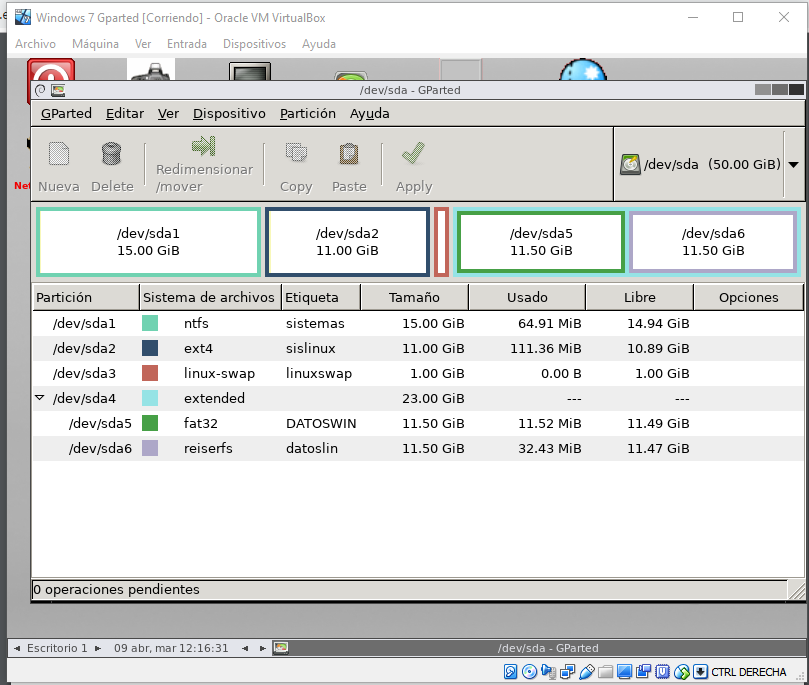 Windows 7 Gparted [Corriendo] - Oracle VM VirtualBox
Archivo Máquina Ver Entrada Dispositivos Ayuda
/dev/sda - GParted
GParted Editar Ver Dispositivo Partición Ayuda
Nueva Delete Redimensionar /mover Copy Paste Apply /dev/sda (50.00 GiB)
Net
/dev/sda1 /dev/sda2 /dev/sda5 /dev/sda6
15.00 GiB 11.00 GiB 11.50 GiB 11.50 GiB
Partición Sistema de archivos Etiqueta Tamaño Usado Libre Opciones
/dev/sda1 ntfs sistemas 15.00 GiB 64.91 MiB 14.94 GiB
/dev/sda2 ext4 sislinux 11.00 GiB 111.36 MiB 10.89 GiB
/dev/sda3 linux-swap linuxswap 1.00 GiB 0.00 B 1.00 GiB
/dev/sda4 extended 23.00 GiB --- ---
/dev/sda5 fat32 DATOSWIN 11.50 GiB 11.52 MiB 11.49 GiB
/dev/sda6 reiserfs datoslin 11.50 GiB 32.43 MiB 11.47 GiB
0 operaciones pendientes
Escritorio 1 09 abr, mar 12:16:31 /dev/sda - GParted
CTRL DERECHA